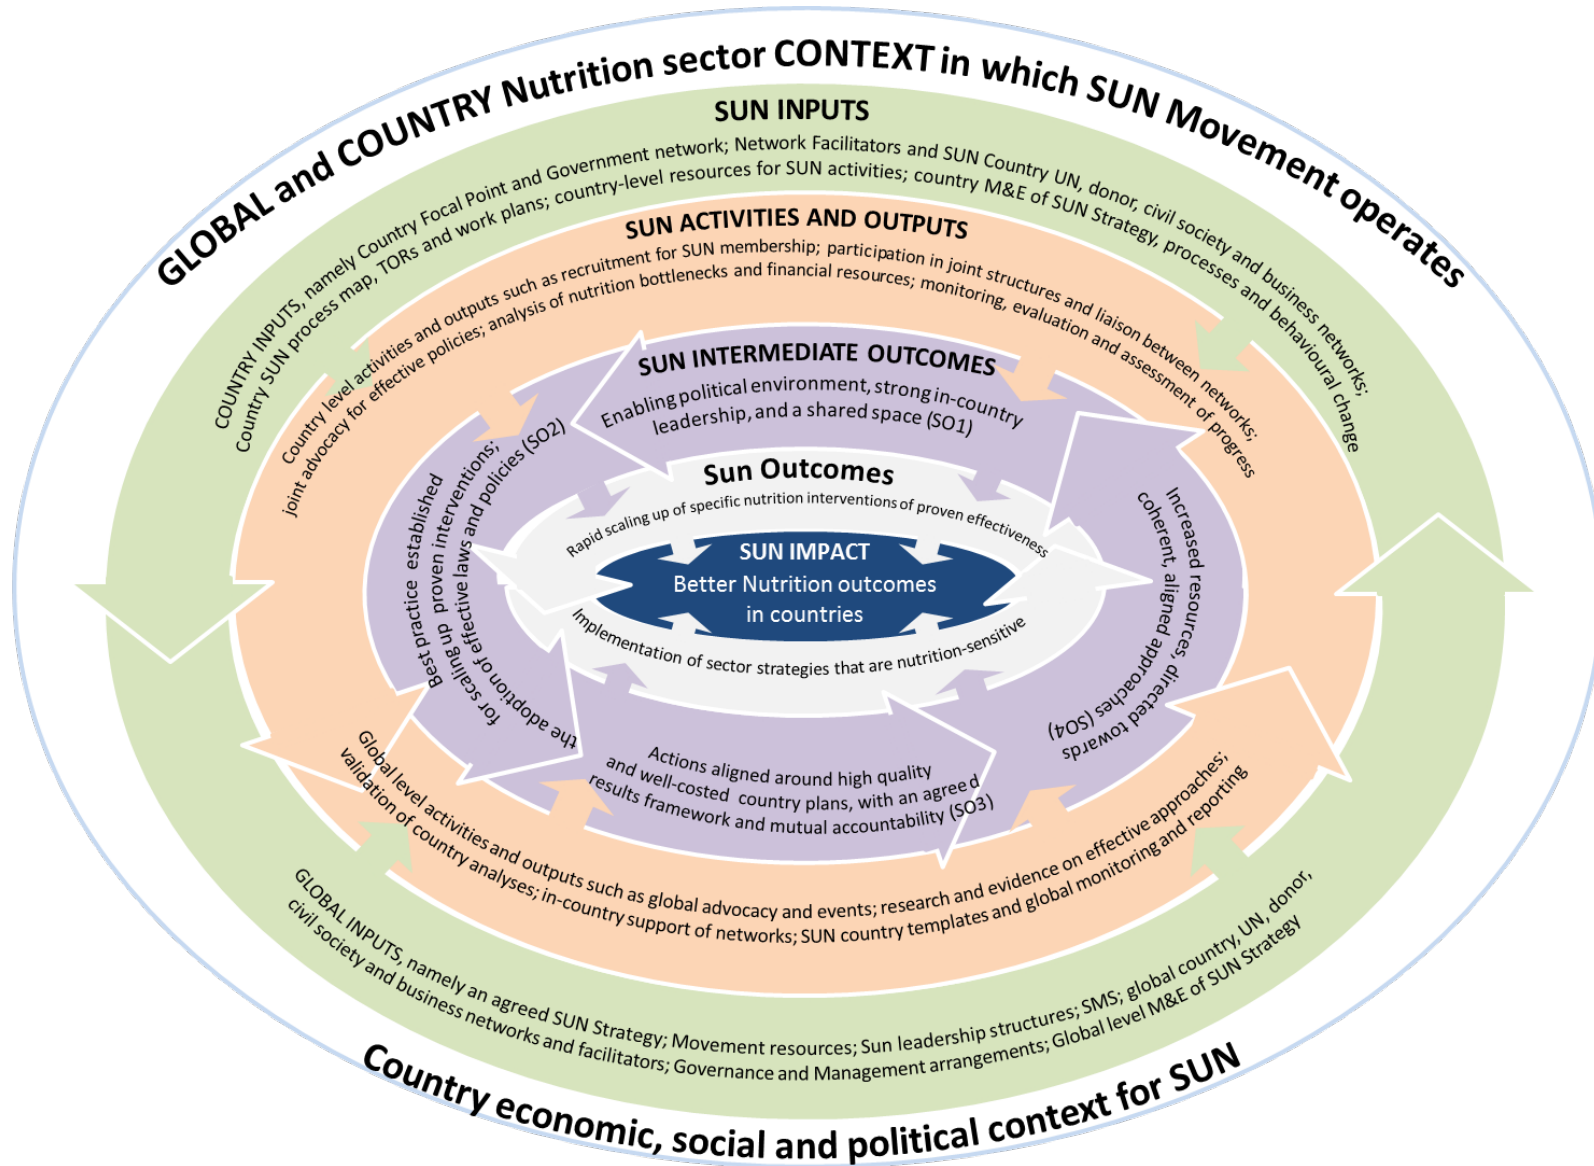 GLOBAL and COUNTRY Nutrition sector CONTEXT in which SUN Movement operates
SUN INPUTS
COUNTRY INPUTS, namely Country Focal Point and Government network; Network Facilitators and SUN Country UN, donor, civil society and business networks;
Country SUN process map, TORs and work plans; country-level resources for SUN activities; country M&E of SUN Strategy, processes and behavioural change
SUN ACTIVITIES AND OUTPUTS
Country level activities and outputs such as recruitment for SUN membership; participation in joint structures and liaison between networks;
joint advocacy for effective policies; analysis of nutrition bottlenecks and financial resources; monitoring, evaluation and assessment of progress
SUN INTERMEDIATE OUTCOMES
Enabling political environment, strong in-country
leadership, and a shared space (SO1)
Best practice established
for scaling up proven interventions;
the adoption of effective laws and policies (SO2)
Sun Outcomes
Rapid scaling up of specific nutrition interventions of proven effectiveness
SUN IMPACT
Better Nutrition outcomes
in countries
Implementation of sector strategies that are nutrition-sensitive
Increased resources, directed towards
coherent, aligned approaches (SO4)
Actions aligned around high quality
and well-costed country plans, with an agreed
results framework and mutual accountability (SO3)
Global level activities and outputs such as global advocacy and events; research and evidence on effective approaches;
validation of country analyses; in-country support of networks; SUN country templates and global monitoring and reporting
GLOBAL INPUTS, namely an agreed SUN Strategy; Movement resources; Sun leadership structures; SMS; global country, UN, donor,
civil society and business networks and facilitators; Governance and Management arrangements; Global level M&E of SUN Strategy
Country economic, social and political context for SUN